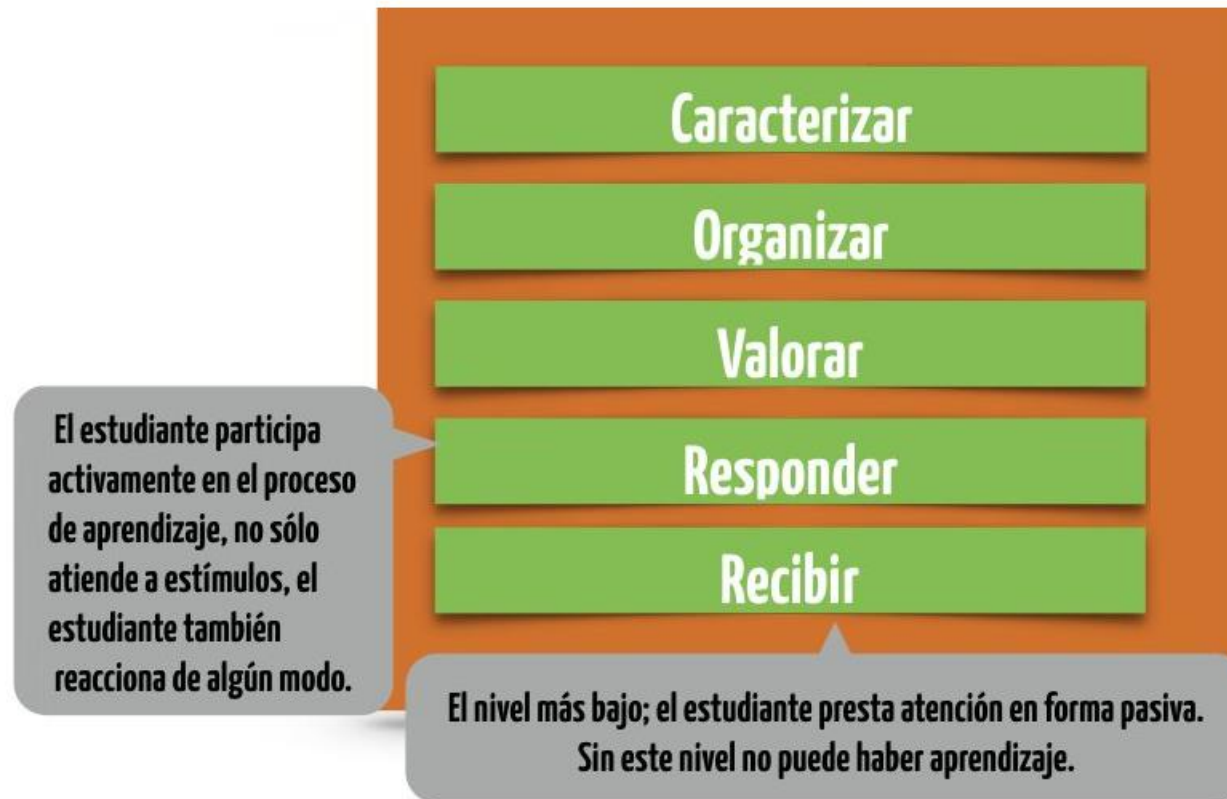 Caracterizar
Organizar
Valorar
Responder
Recibir
El estudiante participa
activamente en el proceso
de aprendizaje, no sólo
atiende a estímulos, el
estudiante también
reacciona de algún modo.
El nivel más bajo; el estudiante presta atención en forma pasiva.
Sin este nivel no puede haber aprendizaje.